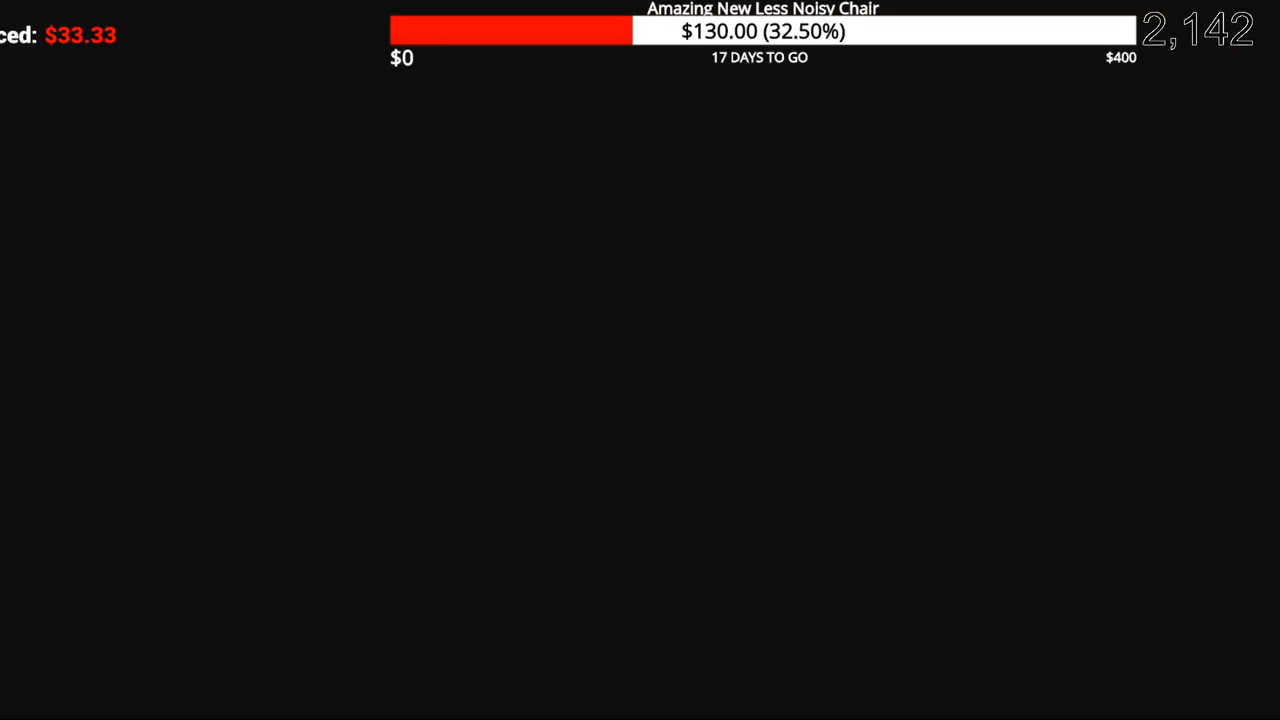 Amazing New Less Noisy Chair
ced: $33.33
$130.00 (32.50%)
2,142
$0
17 DAYS TO GO
$400